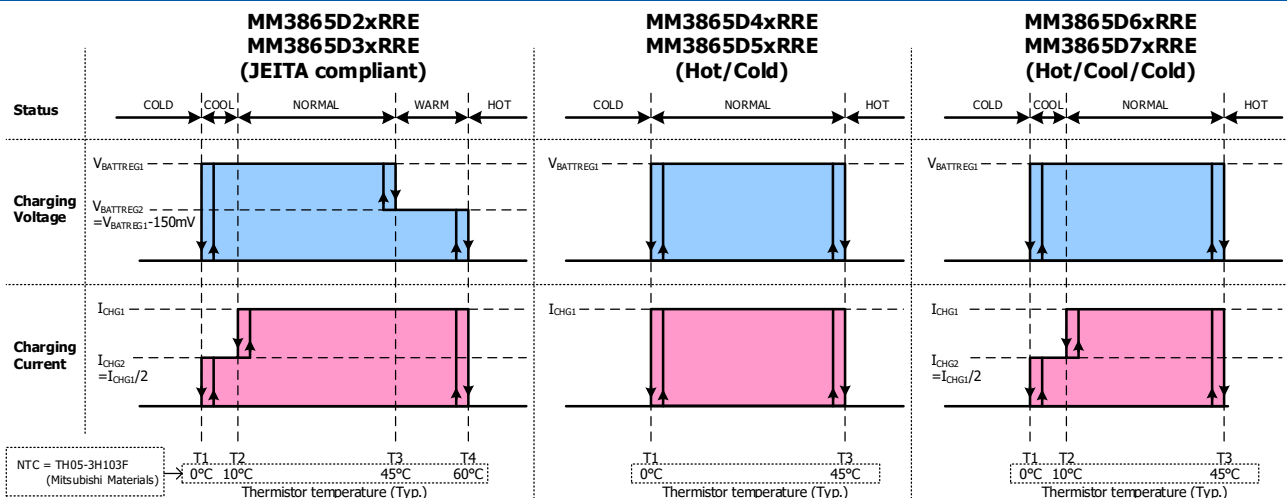 MM3865D2xRRE
MM3865D3xRRE
(JEITA compliant)
MM3865D4xRRE
MM3865D5xRRE
(Hot/Cold)
MM3865D6xRRE
MM3865D7xRRE
(Hot/Cool/Cold)
Status
COLD COOL NORMAL WARM HOT
COLD NORMAL HOT
COLD COOL NORMAL HOT
Charging
Voltage
VBATTREG1
VBATTREG2
=VBATREG1-150mV
VBATTREG1
VBATTREG1
Charging
Current
ICHG1
ICHG2
=ICHG1/2
ICHG1
ICHG1
ICHG2
=ICHG1/2
NTC = TH05-3H103F
(Mitsubishi Materials)
T1 T2 T3 T4
0°C 10°C 45°C 60°C
Thermistor temperature (Typ.)
T1 T3
0°C 45°C
Thermistor temperature (Typ.)
T1 T2 T3
0°C 10°C 45°C
Thermistor temperature (Typ.)